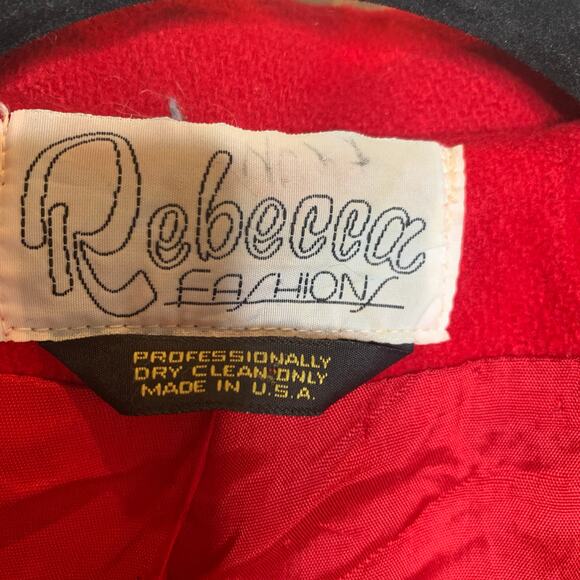 Rebecca
FASHIONS
PROFESSIONALLY
DRY CLEAN ONLY
MADE IN U.S.A.